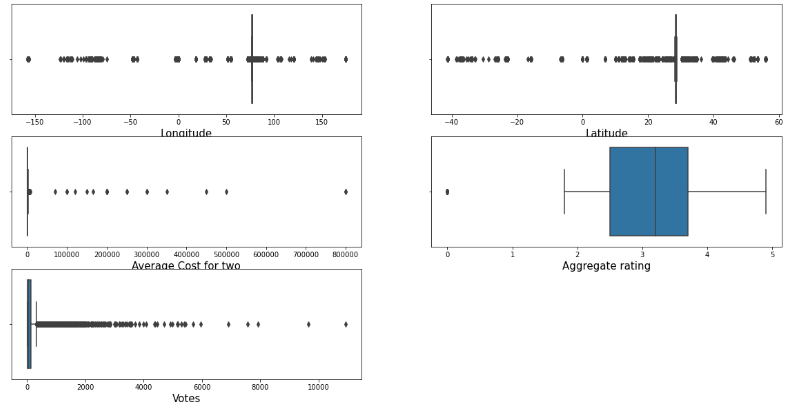 −150 −100 −50 0 50 100 150
Longitude
−40 −20 0 20 40 60
Latitude
0 100000 200000 300000 400000 500000 600000 700000 800000
Average Cost for two
0 1 2 3 4 5
Aggregate rating
0 2000 4000 6000 8000 10000
Votes